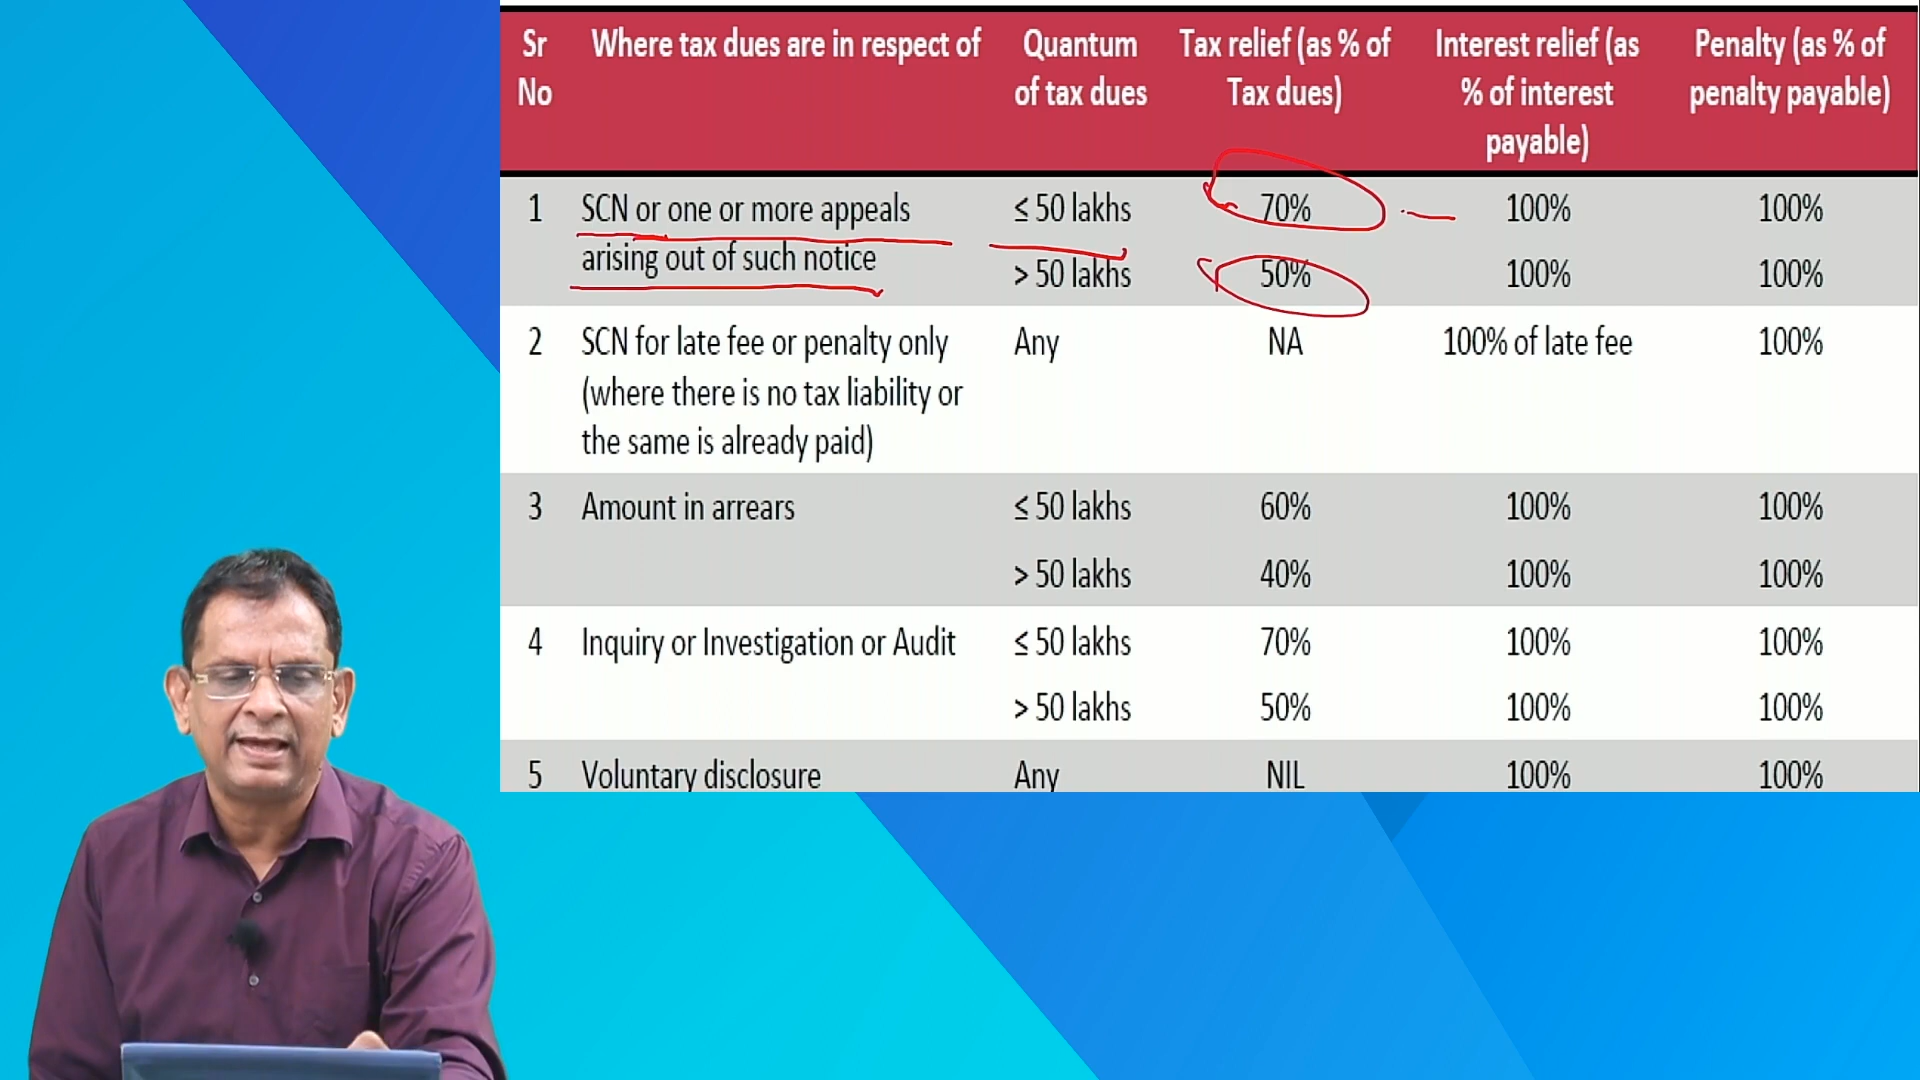 Sr Where tax dues are in respect of Quantum Tax relief (as % of Interest relief (as Penalty (as % of
No of tax dues Tax dues) % of interest penalty payable)
payable)
1 SCN or one or more appeals ≤ 50 lakhs 70% 100% 100%
arising out of such notice > 50 lakhs 50% 100% 100%
2 SCN for late fee or penalty only Any NA 100% of late fee 100%
(where there is no tax liability or
the same is already paid)
3 Amount in arrears ≤ 50 lakhs 60% 100% 100%
> 50 lakhs 40% 100% 100%
4 Inquiry or Investigation or Audit ≤ 50 lakhs 70% 100% 100%
> 50 lakhs 50% 100% 100%
5 Voluntary disclosure Any NIL 100% 100%